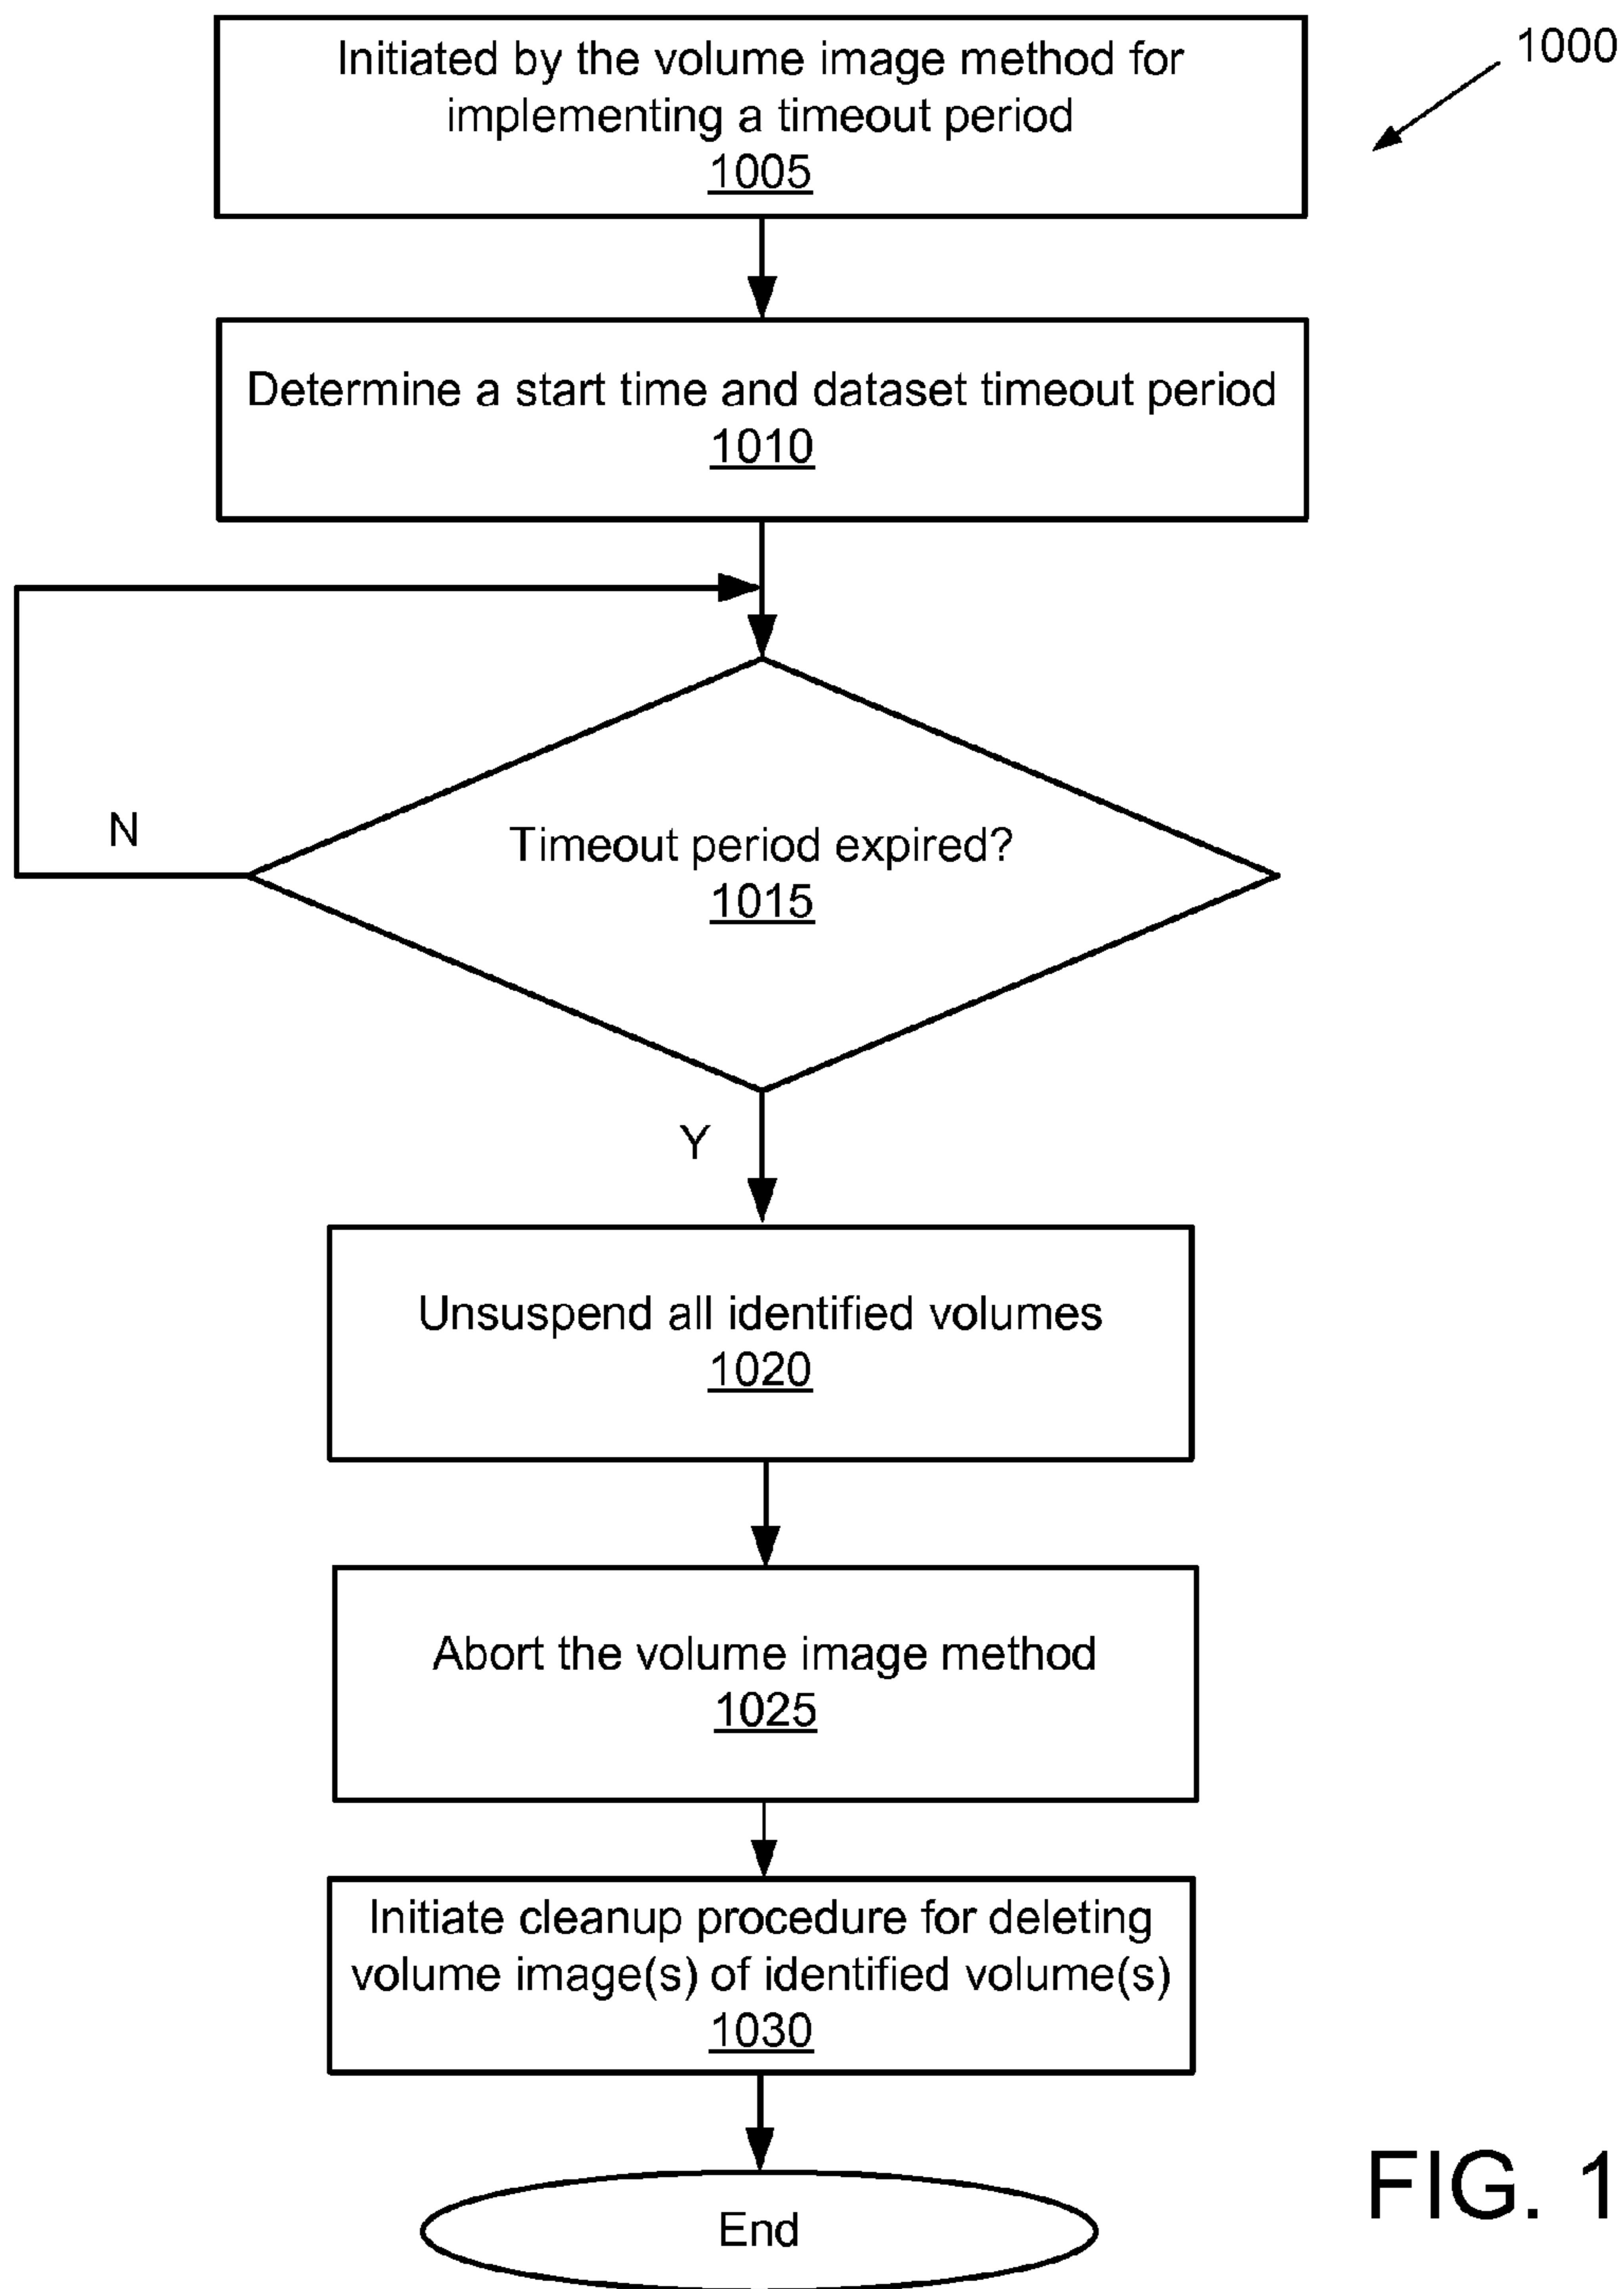 Initiated by the volume image method for
implementing a timeout period
1005
1000
Determine a start time and dataset timeout period
1010
Timeout period expired?
1015
N
Y
Unsuspend all identified volumes
1020
Abort the volume image method
1025
Initiate cleanup procedure for deleting
volume image(s) of identified volume(s)
1030
End
FIG. 1